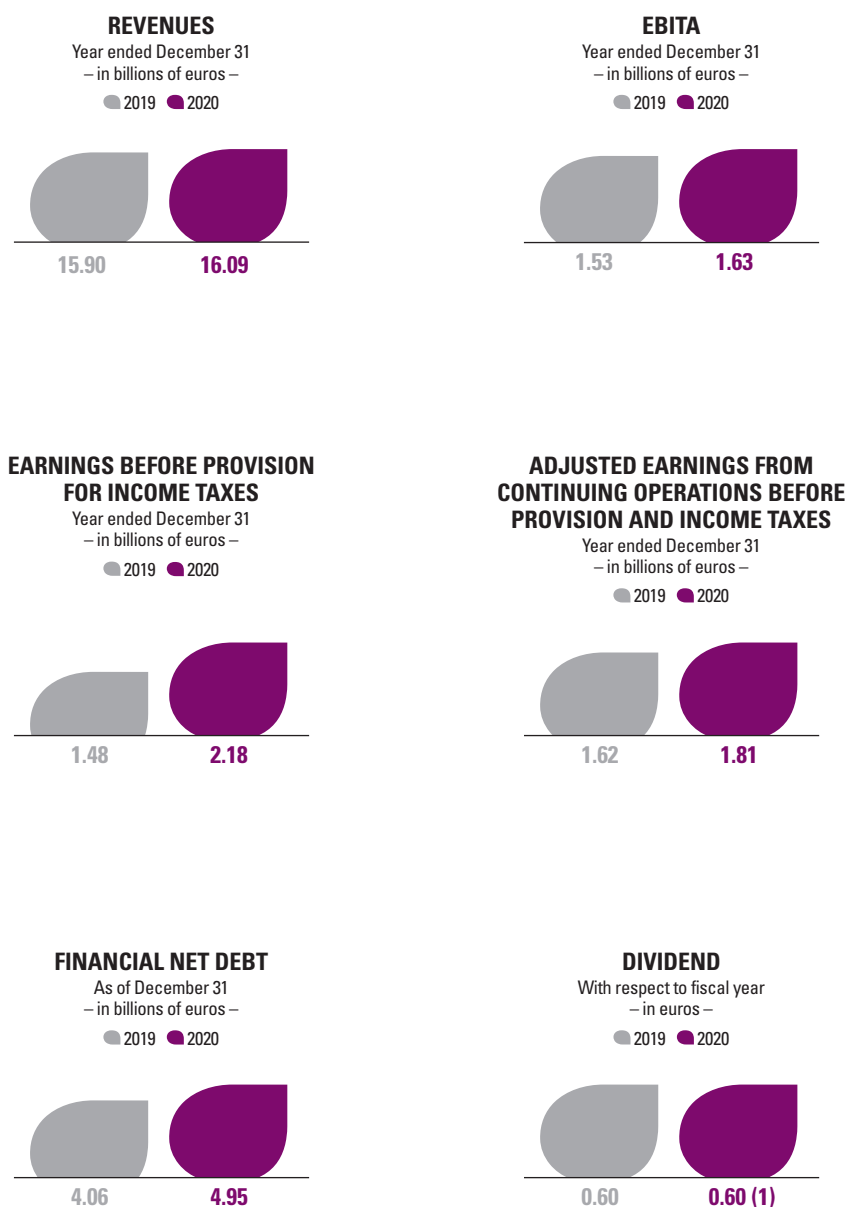 REVENUES
Year ended December 31
– in billions of euros –
2019 2020
15.90 16.09
EBITA
Year ended December 31
– in billions of euros –
2019 2020
1.53 1.63
EARNINGS BEFORE PROVISION
FOR INCOME TAXES
Year ended December 31
– in billions of euros –
2019 2020
1.48 2.18
ADJUSTED EARNINGS FROM
CONTINUING OPERATIONS BEFORE
PROVISION AND INCOME TAXES
Year ended December 31
– in billions of euros –
2019 2020
1.62 1.81
FINANCIAL NET DEBT
As of December 31
– in billions of euros –
2019 2020
4.06 4.95
DIVIDEND
With respect to fiscal year
– in euros –
2019 2020
0.60 0.60 (1)